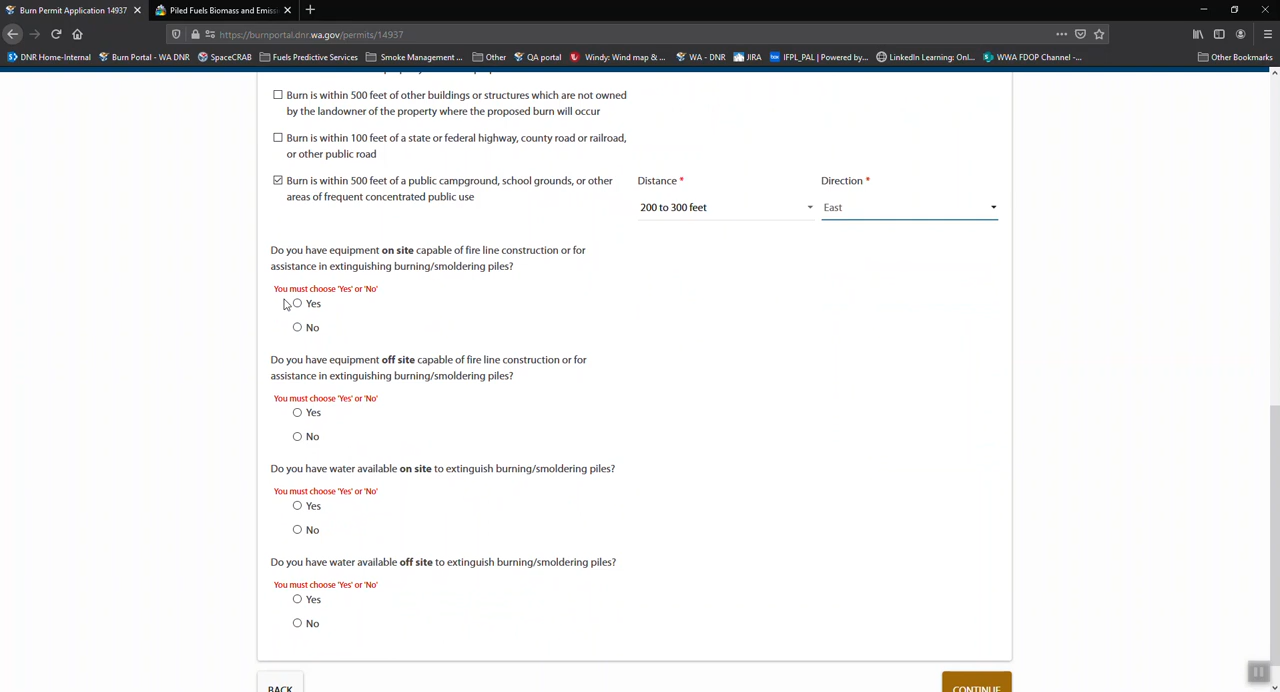 Burn Permit Application 14937
Piled Fuels Biomass and Emiss
https://burnportal.dnr.wa.gov/permits/14937
DNR Home-Internal
Burn Portal - WA DNR
SpaceCRAB
Fuels Predictive Services
Smoke Management ...
Other
QA portal
Windy: Wind map & ...
WA - DNR
JIRA
IFPL_PAL | Powered by...
LinkedIn Learning: Onl...
WWA FDOP Channel -...
Other Bookmarks
Burn is within 500 feet of other buildings or structures which are not owned
by the landowner of the property where the proposed burn will occur
Burn is within 100 feet of a state or federal highway, county road or railroad,
or other public road
Burn is within 500 feet of a public campground, school grounds, or other
areas of frequent concentrated public use
Distance *
Direction *
200 to 300 feet
East
Do you have equipment on site capable of fire line construction or for
assistance in extinguishing burning/smoldering piles?
You must choose 'Yes' or 'No'
Yes
No
Do you have equipment off site capable of fire line construction or for
assistance in extinguishing burning/smoldering piles?
You must choose 'Yes' or 'No'
Yes
No
Do you have water available on site to extinguish burning/smoldering piles?
You must choose 'Yes' or 'No'
Yes
No
Do you have water available off site to extinguish burning/smoldering piles?
You must choose 'Yes' or 'No'
Yes
No
BACK
CONTINUE